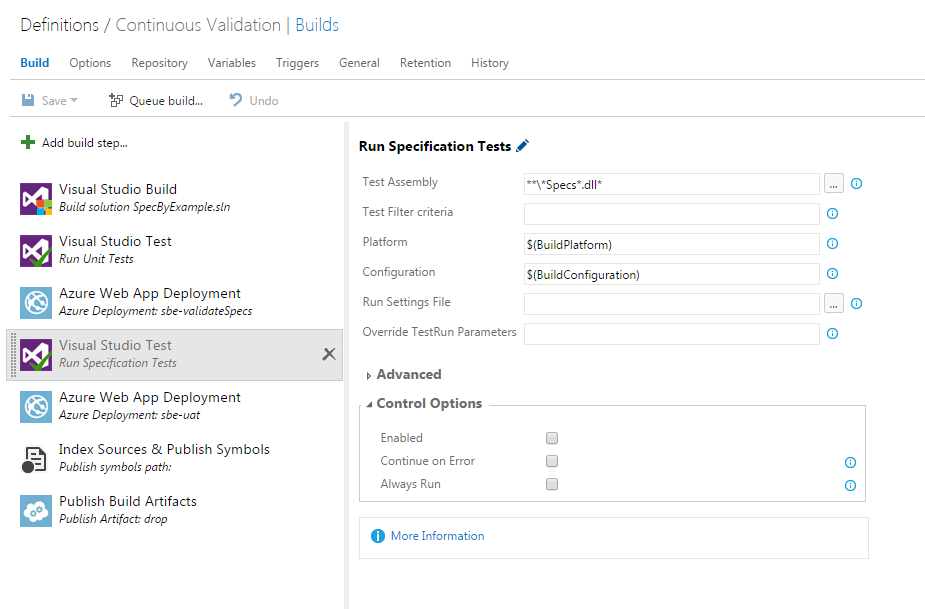 Definitions / Continuous Validation | Builds
Build Options Repository Variables Triggers General Retention History
Save Queue build... Undo
Add build step...
Visual Studio Build
Build solution SpecByExample.sln
Visual Studio Test
Run Unit Tests
Azure Web App Deployment
Azure Deployment: sbe-validateSpecs
Visual Studio Test
Run Specification Tests
Azure Web App Deployment
Azure Deployment: sbe-uat
Index Sources & Publish Symbols
Publish symbols path:
Publish Build Artifacts
Publish Artifact: drop
Run Specification Tests
Test Assembly **\*Specs*.dll* ...
Test Filter criteria
Platform $(BuildPlatform)
Configuration $(BuildConfiguration)
Run Settings File ...
Override TestRun Parameters
Advanced
Control Options
Enabled
Continue on Error
Always Run
More Information